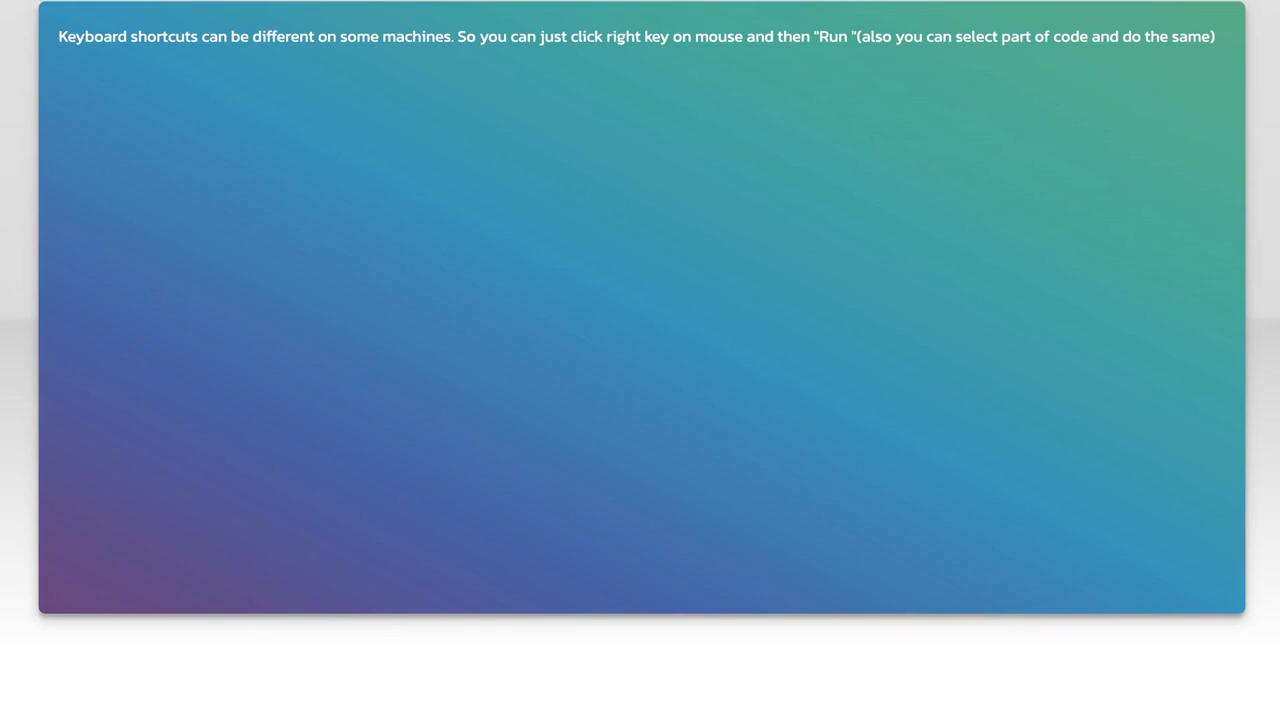 Keyboard shortcuts can be different on some machines. So you can just click right key on mouse and then "Run "(also you can select part of code and do the same)